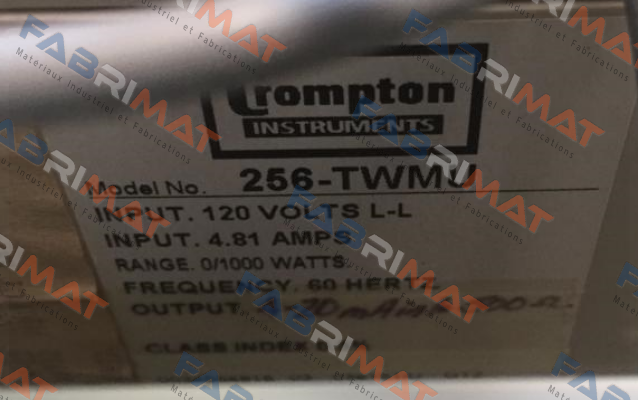 Crompton
INSTRUMENTS
Model No. 256-TWMU
INPUT. 120 VOLTS L-L
INPUT. 4.81 AMPS
RANGE. 0/1000 WATTS
FREQUENCY. 60 HERTZ
OUTPUT.
CLASS INDEX
FABRIMAT
Materiaux Industriel et Fabrications